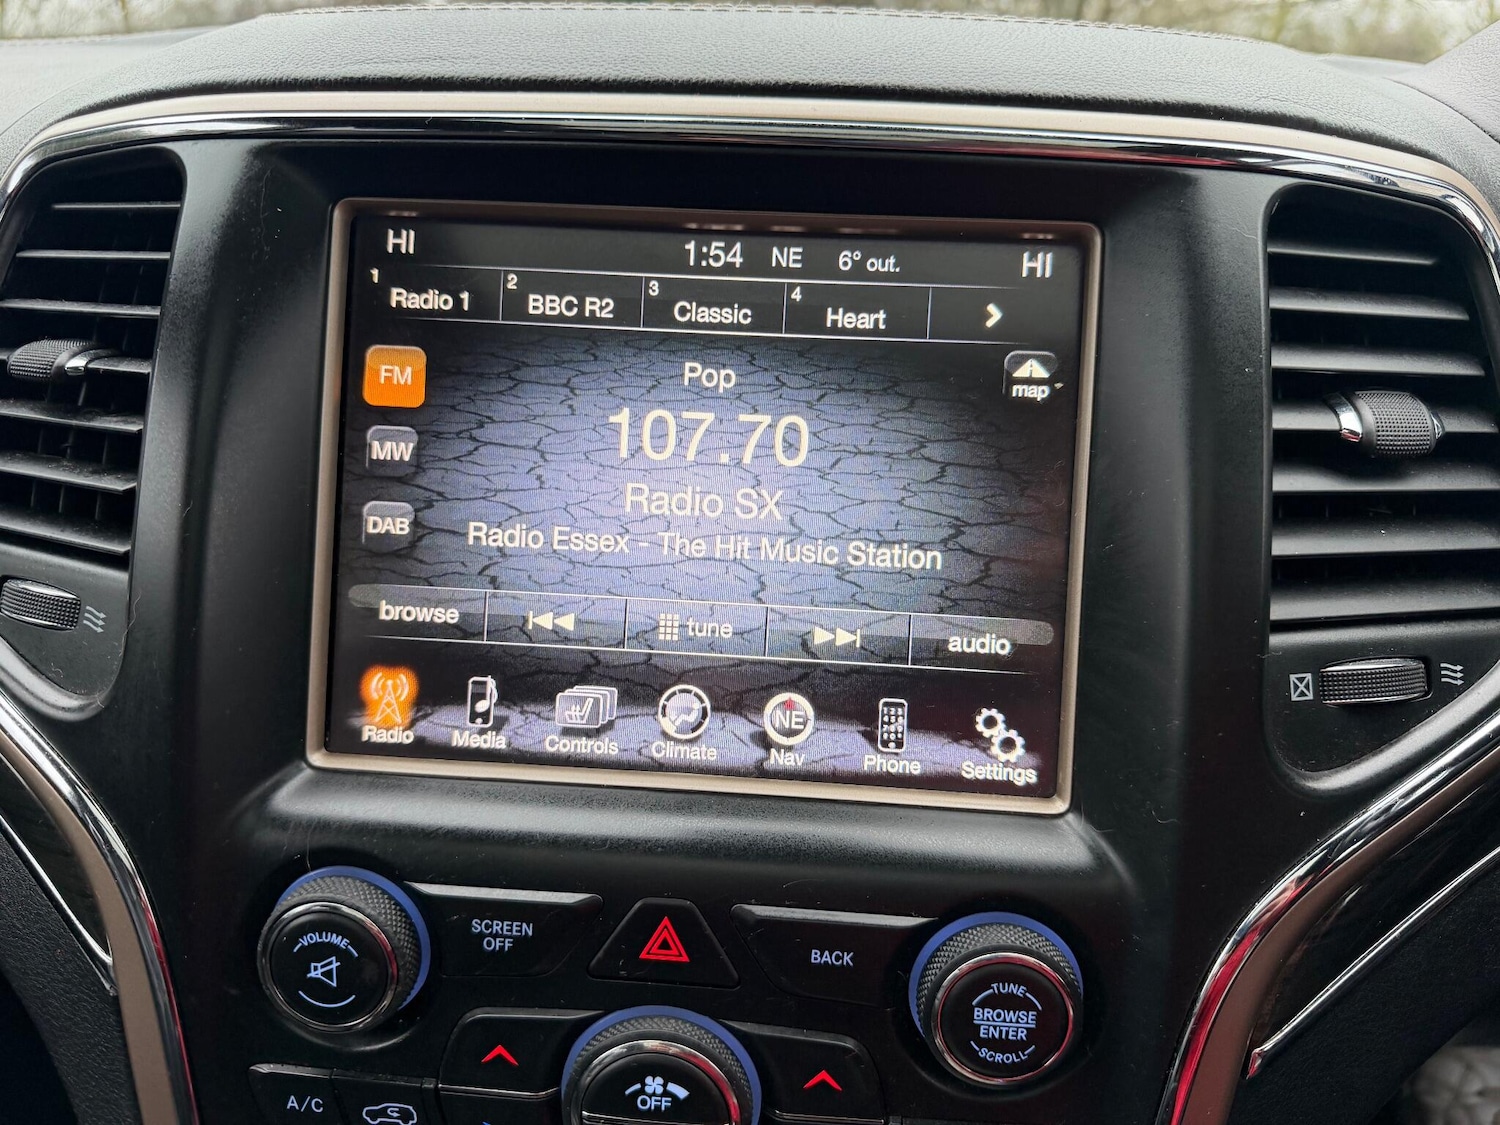 HI 1:54 NE 6° out. HI
1 Radio 1 2 BBC R2 3 Classic 4 Heart
FM Pop map
107.70
MW
Radio SX
DAB Radio Essex - The Hit Music Station
browse tune audio
NE
Radio Media Controls Climate Nav Phone Settings
VOLUME
SCREEN
OFF
BACK
TUNE
BROWSE
ENTER
SCROLL
A/C
OFF